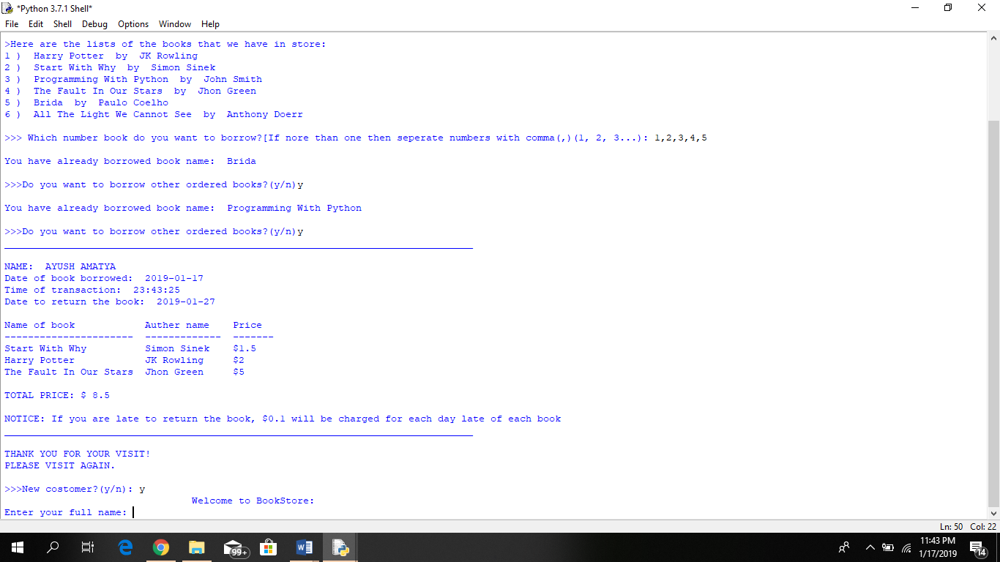 *Python 3.7.1 Shell*
File Edit Shell Debug Options Window Help
>Here are the lists of the books that we have in store:
1 )  Harry Potter  by  JK Rowling
2 )  Start With Why  by  Simon Sinek
3 )  Programming With Python  by  John Smith
4 )  The Fault In Our Stars  by  Jhon Green
5 )  Brida  by  Paulo Coelho
6 )  All The Light We Cannot See  by  Anthony Doerr
>>> Which number book do you want to borrow?[If nore than one then seperate numbers with comma(,)(1, 2, 3...): 1,2,3,4,5
You have already borrowed book name:  Brida
>>>Do you want to borrow other ordered books?(y/n)y
You have already borrowed book name:  Programming With Python
>>>Do you want to borrow other ordered books?(y/n)y
NAME:  AYUSH AMATYA
Date of book borrowed:  2019-01-17
Time of transaction:  23:43:25
Date to return the book:  2019-01-27
Name of book            Auther name    Price
----------------------  -------------  -------
Start With Why          Simon Sinek    $1.5
Harry Potter            JK Rowling     $2
The Fault In Our Stars  Jhon Green     $5
TOTAL PRICE: $ 8.5
NOTICE: If you are late to return the book, $0.1 will be charged for each day late of each book
THANK YOU FOR YOUR VISIT!
PLEASE VISIT AGAIN.
>>>New costomer?(y/n): y
Welcome to BookStore:
Enter your full name:
Ln: 50 Col: 22
99+
11:43 PM
1/17/2019
14